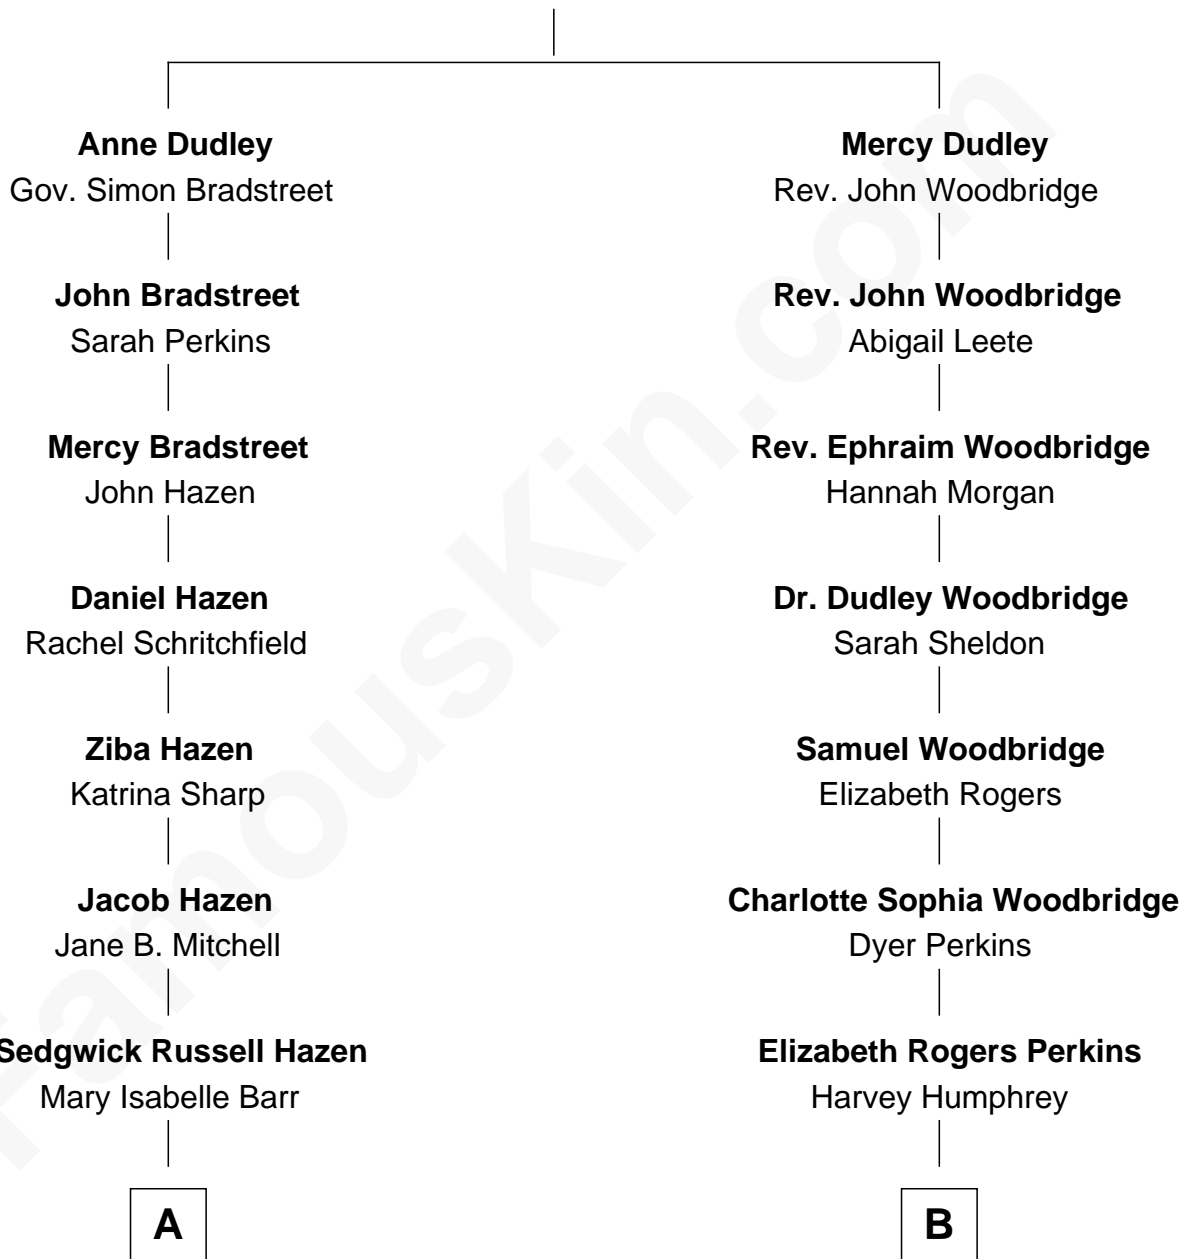 Anne Dudley
Gov. Simon Bradstreet
Mercy Dudley
Rev. John Woodbridge
John Bradstreet
Sarah Perkins
Rev. John Woodbridge
Abigail Leete
Mercy Bradstreet
John Hazen
Rev. Ephraim Woodbridge
Hannah Morgan
Daniel Hazen
Rachel Schritchfield
Dr. Dudley Woodbridge
Sarah Sheldon
Ziba Hazen
Katrina Sharp
Samuel Woodbridge
Elizabeth Rogers
Jacob Hazen
Jane B. Mitchell
Charlotte Sophia Woodbridge
Dyer Perkins
Sedgwick Russell Hazen
Mary Isabelle Barr
Elizabeth Rogers Perkins
Harvey Humphrey
A
B
FamousKin.com